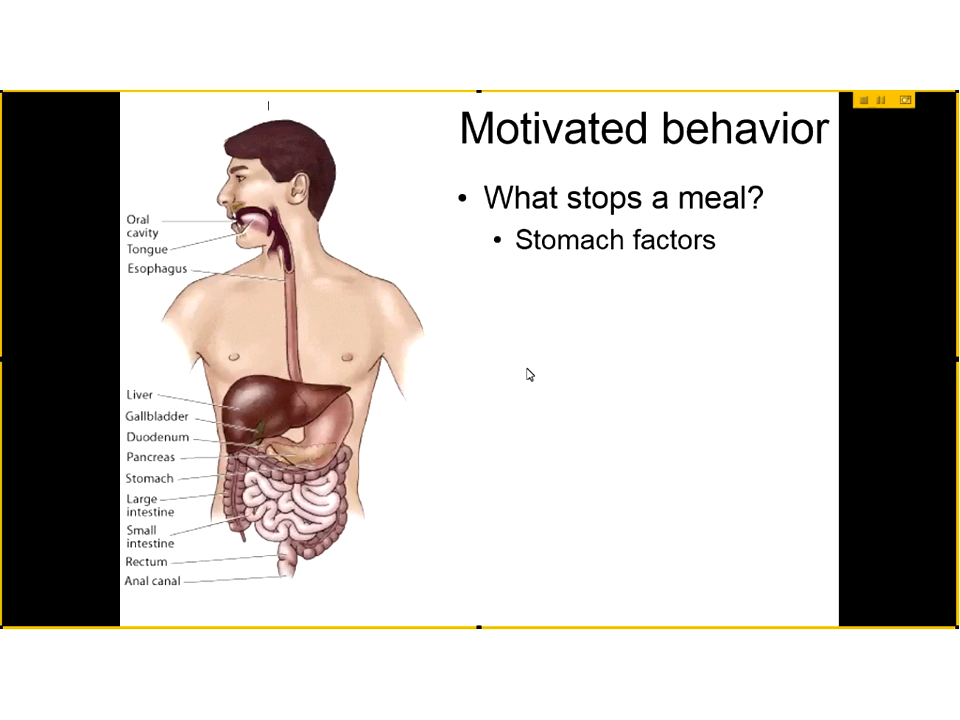 Motivated behavior
• What stops a meal?
• Stomach factors
Oral
cavity
Tongue
Esophagus
Liver
Gallbladder
Duodenum
Pancreas
Stomach
Large
intestine
Small
intestine
Rectum
Anal canal